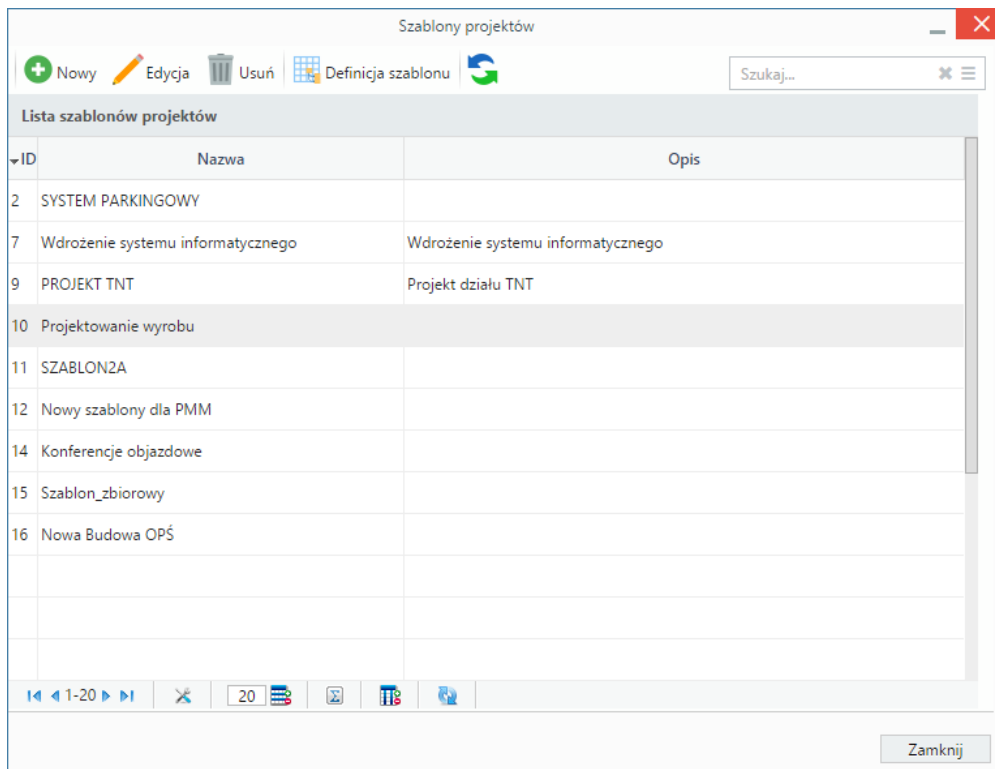 Szablony projektów
Nowy Edycja Usuń Definicja szablonu Szukaj...
Lista szablonów projektów
ID Nazwa Opis
2 SYSTEM PARKINGOWY
7 Wdrożenie systemu informatycznego Wdrożenie systemu informatycznego
9 PROJEKT TNT Projekt działu TNT
10 Projektowanie wyrobu
11 SZABLON2A
12 Nowy szablony dla PMM
14 Konferencje objazdowe
15 Szablon_zbiorowy
16 Nowa Budowa OPŚ
1-20 20
Zamknij